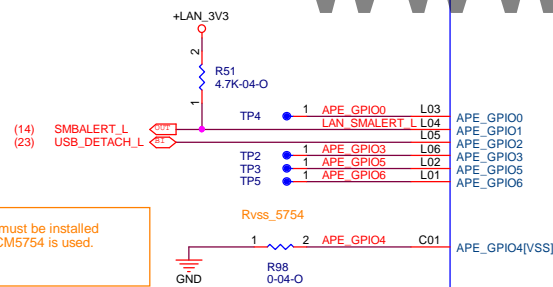 +LAN_3V3
2
R51
4.7K-04-O
1
TP4
1 APE_GPIO0 L03 APE_GPIO0
(14) SMBALERT_L OUT LAN_SMALERT_L L04 APE_GPIO1
(23) USB_DETACH_L BI L05 APE_GPIO2
TP2 1 APE_GPIO3 L06 APE_GPIO3
TP3 1 APE_GPIO5 L02 APE_GPIO5
TP5 1 APE_GPIO6 L01 APE_GPIO6
must be installed
CM5754 is used.
Rvss_5754
1 2 APE_GPIO4 C01 APE_GPIO4[VSS]
R98
0-04-O
GND